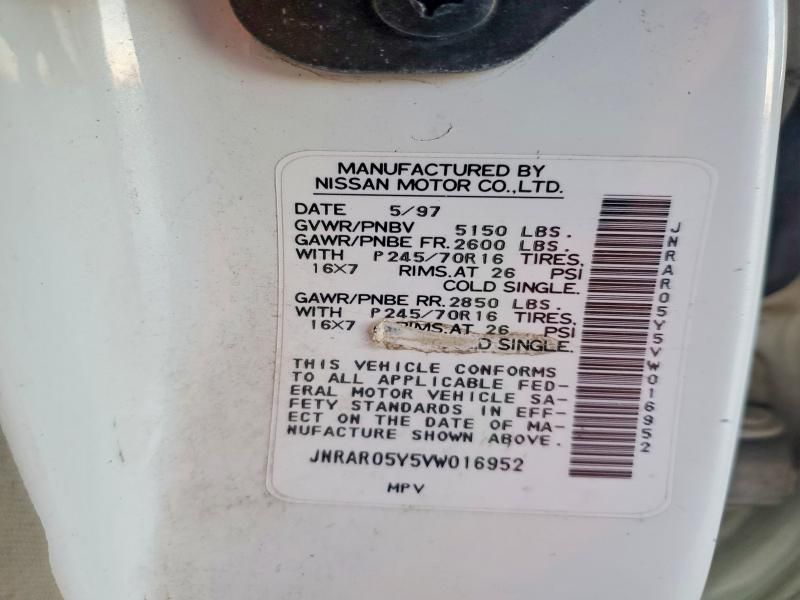 MANUFACTURED BY
NISSAN MOTOR CO.,LTD.
DATE 5/97
GVWR/PNBV 5150 LBS.
GAWR/PNBE FR. 2600 LBS.
WITH P245/70R16 TIRES.
16X7 RIMS. AT 26 PSI
COLD SINGLE.
GAWR/PNBE RR. 2850 LBS.
WITH P245/70R16 TIRES.
16X7 RIMS. AT 26 PSI
SINGLE.
THIS VEHICLE CONFORMS
TO ALL APPLICABLE FED-
ERAL MOTOR VEHICLE SA-
FETY STANDARDS IN EFF-
ECT ON THE DATE OF MA-
NUFACTURE SHOWN ABOVE.
JNRAR05Y5VW016952
MPV
JNRAR05Y5VW016952